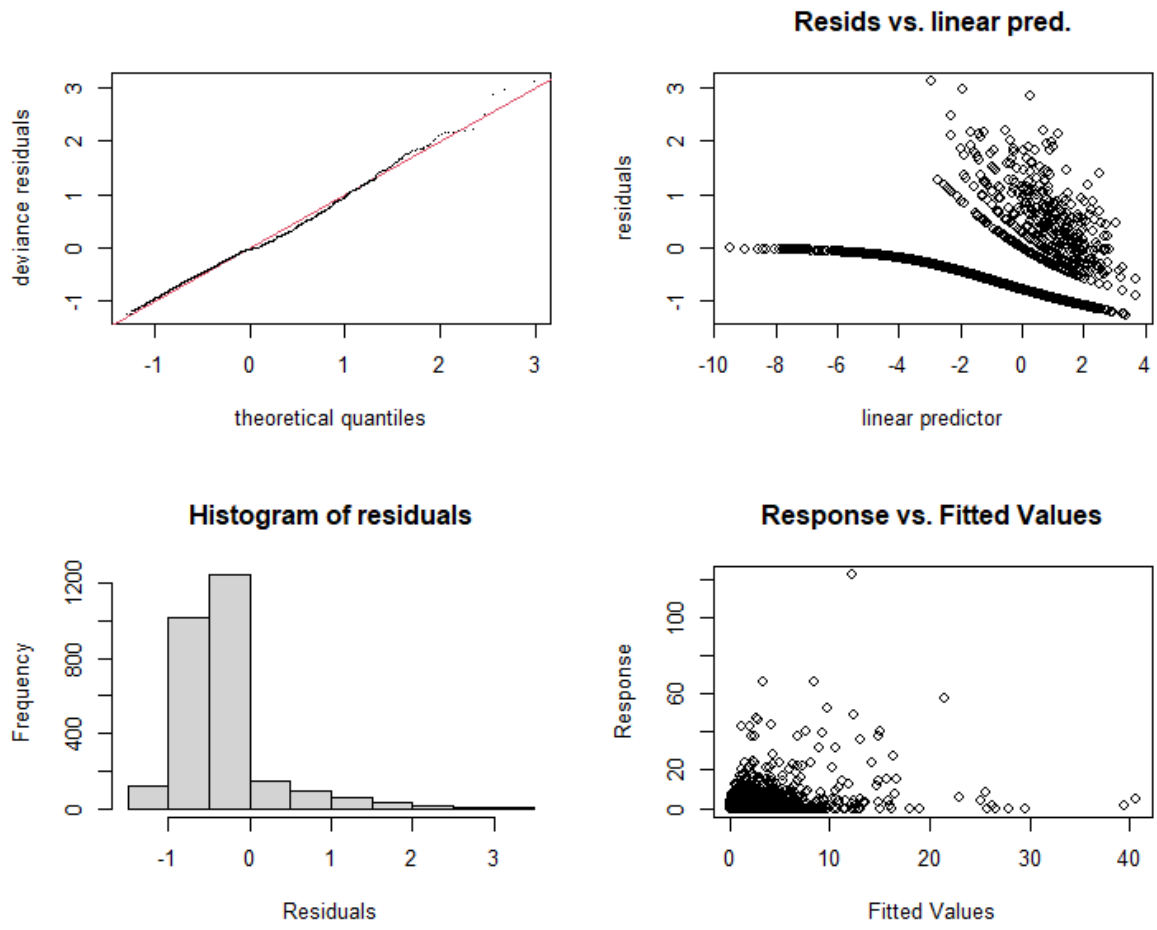 deviance residuals
3
2
1
0
-1
-1 0 1 2 3
theoretical quantiles
Resids vs. linear pred.
residuals
3
2
1
0
-1
-10 -8 -6 -4 -2 0 2 4
linear predictor
Histogram of residuals
Frequency
1200
800
400
0
-1 0 1 2 3
Residuals
Response vs. Fitted Values
Response
100
60
20
0
0 10 20 30 40
Fitted Values